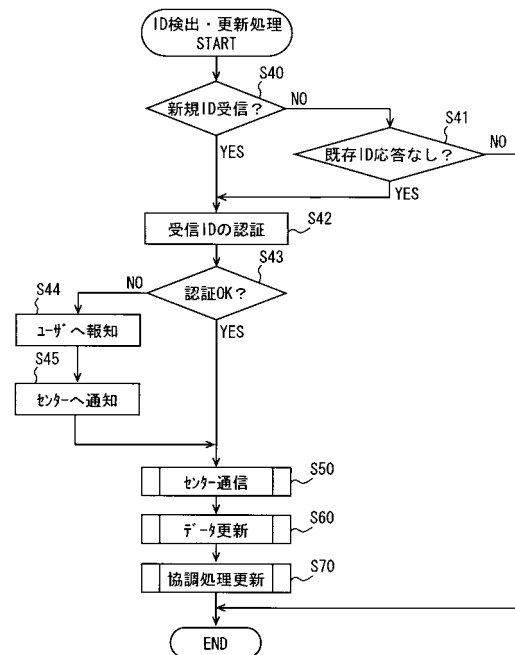 ID検出・更新処理
START
S40
新規ID受信？
NO
S41
既存ID応答なし？
NO
YES
YES
受信IDの認証
S42
S43
認証OK？
NO
YES
S44
ﾕｰｻﾞへ報知
S45
ｾﾝﾀｰへ通知
ｾﾝﾀｰ通信
S50
ﾃﾞｰﾀ更新
S60
協調処理更新
S70
END